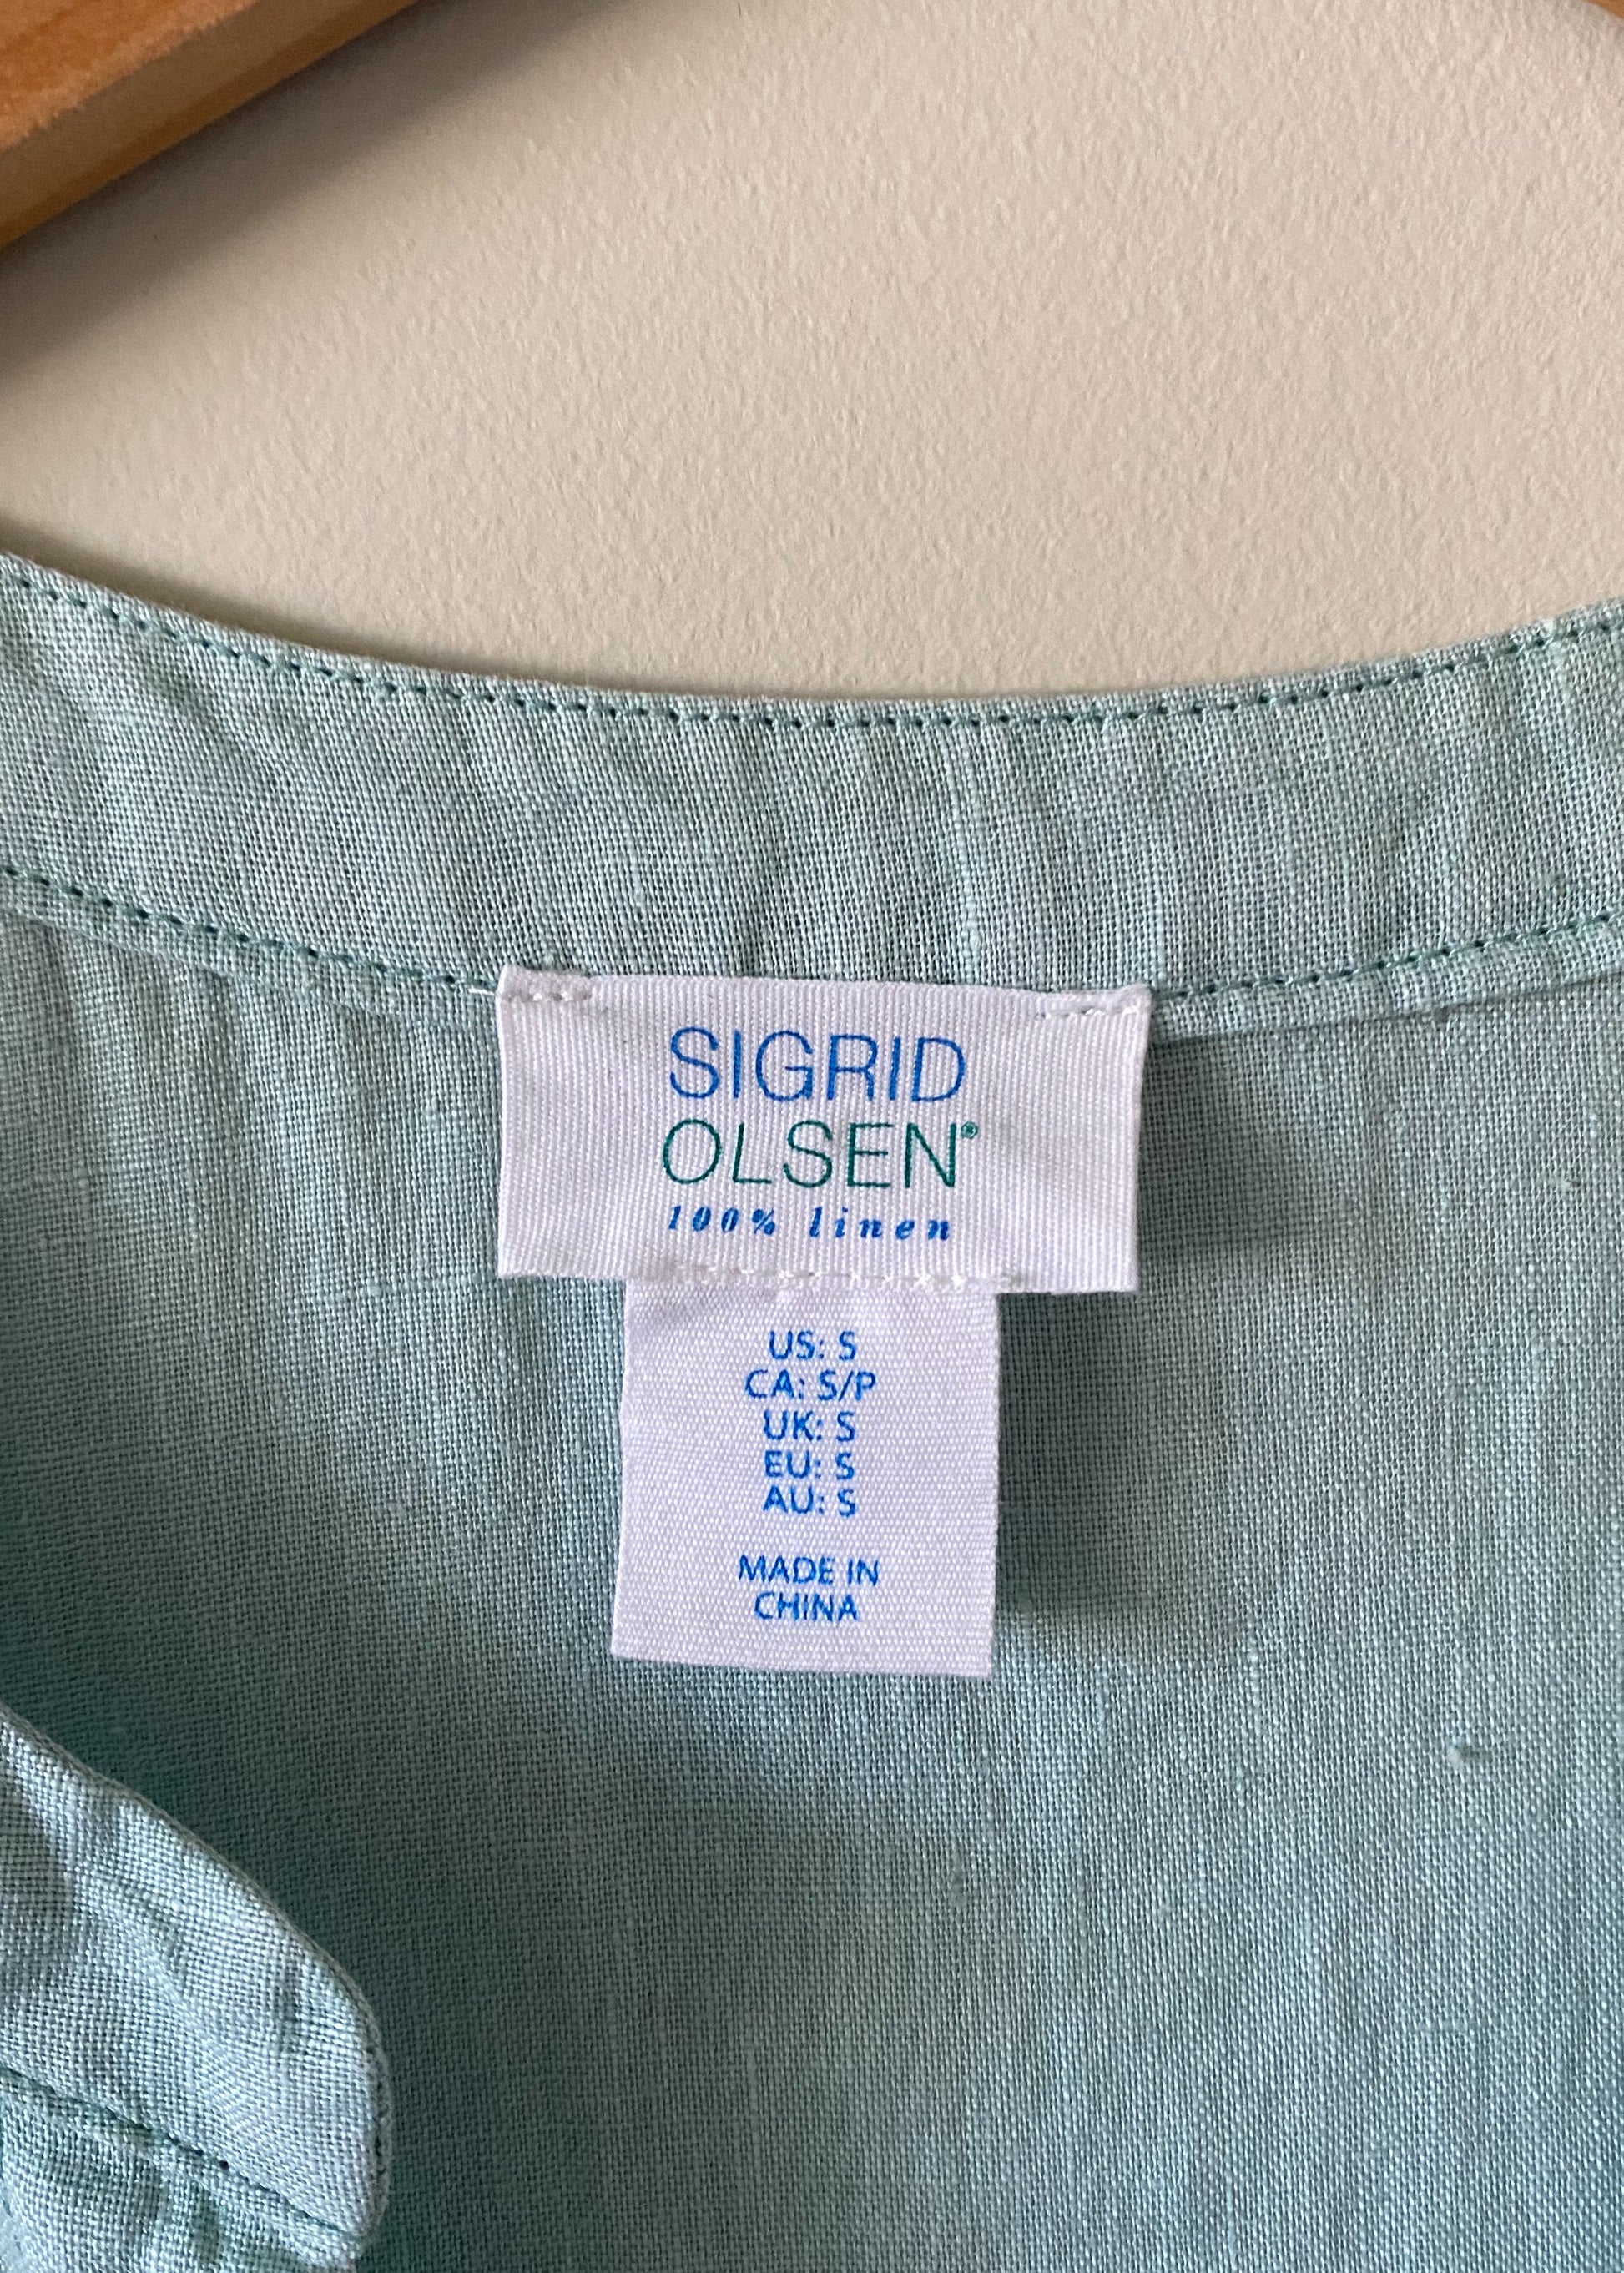 SIGRID
OLSEN®
100% linen
US: S
CA: S/P
UK: S
EU: S
AU: S
MADE IN
CHINA